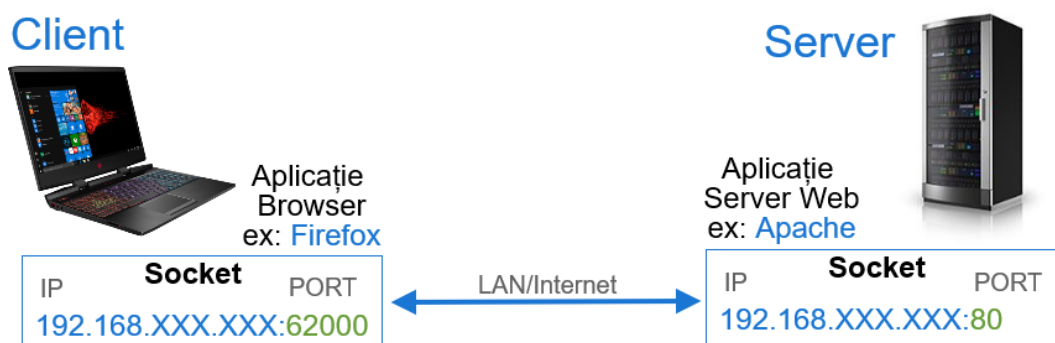 Client
Server
Aplicație
Browser
ex: Firefox
Aplicație
Server Web
ex: Apache
IP Socket PORT
192.168.XXX.XXX:62000
LAN/Internet
IP Socket PORT
192.168.XXX.XXX:80